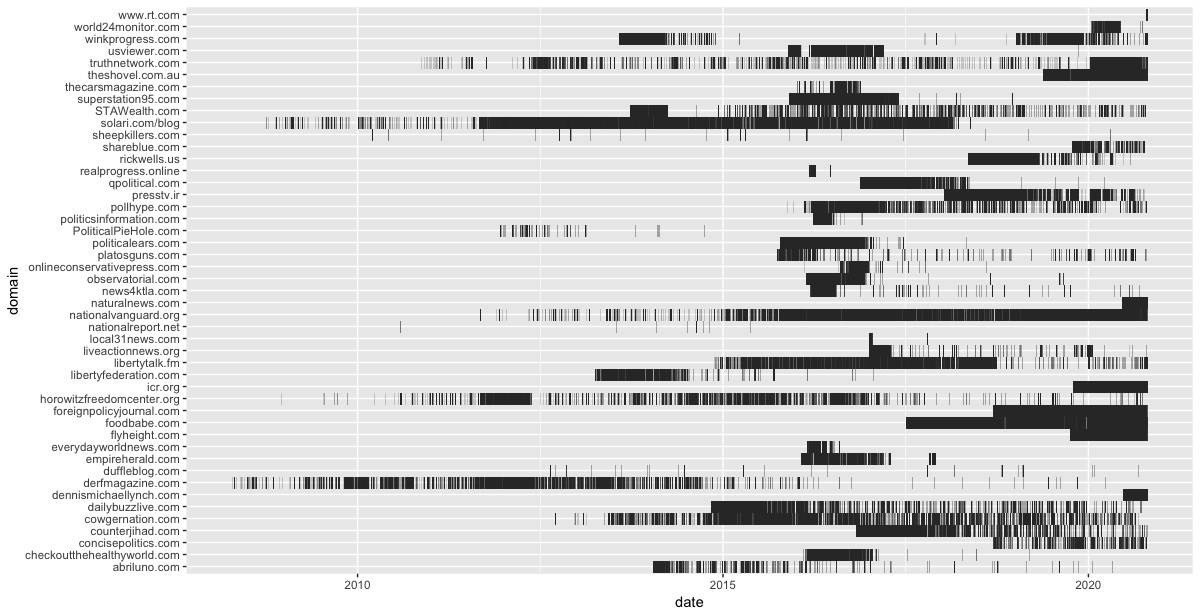 www.rt.com
world24monitor.com
winkprogress.com
usviewer.com
truthnetwork.com
theshovel.com.au
thecarsmagazine.com
superstation95.com
STAWealth.com
solari.com/blog
sheepkillers.com
shareblue.com
rickwells.us
realprogress.online
qpolitical.com
presstv.ir
pollhype.com
politicsinformation.com
PoliticalPieHole.com
politicalears.com
platosguns.com
onlineconservativepress.com
observatorial.com
news4ktla.com
naturalnews.com
nationalvanguard.org
nationalreport.net
local31news.com
liveactionnews.org
libertytalk.fm
libertyfederation.com
icr.org
horowitzfreedomcenter.org
foreignpolicyjournal.com
foodbabe.com
flyheight.com
everydayworldnews.com
empireherald.com
duffleblog.com
derfmagazine.com
dennismichaellynch.com
dailybuzzlive.com
cowgernation.com
counterjihad.com
concisepolitics.com
checkoutthehealthyworld.com
abriluno.com
domain
2010 2015 2020
date